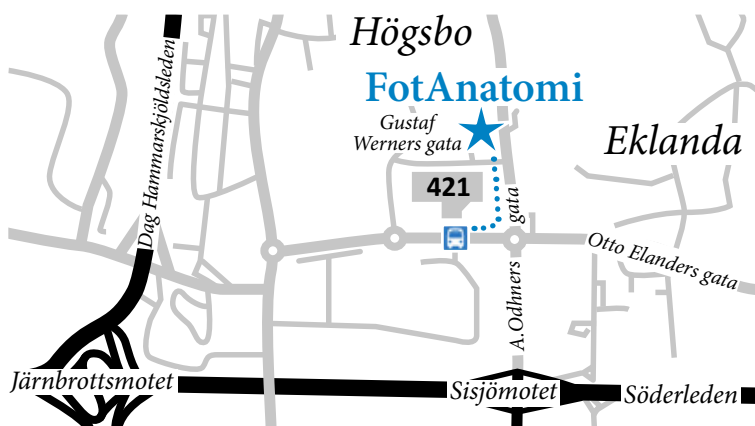 Högsbo
FotAnatomi
Gustaf
Werners gata
Eklanda
421
Dag Hammarskjöldsleden
A.Odhners gata
Otto Elanders gata
Järnbrottsmotet
Sisjömotet
Söderleden